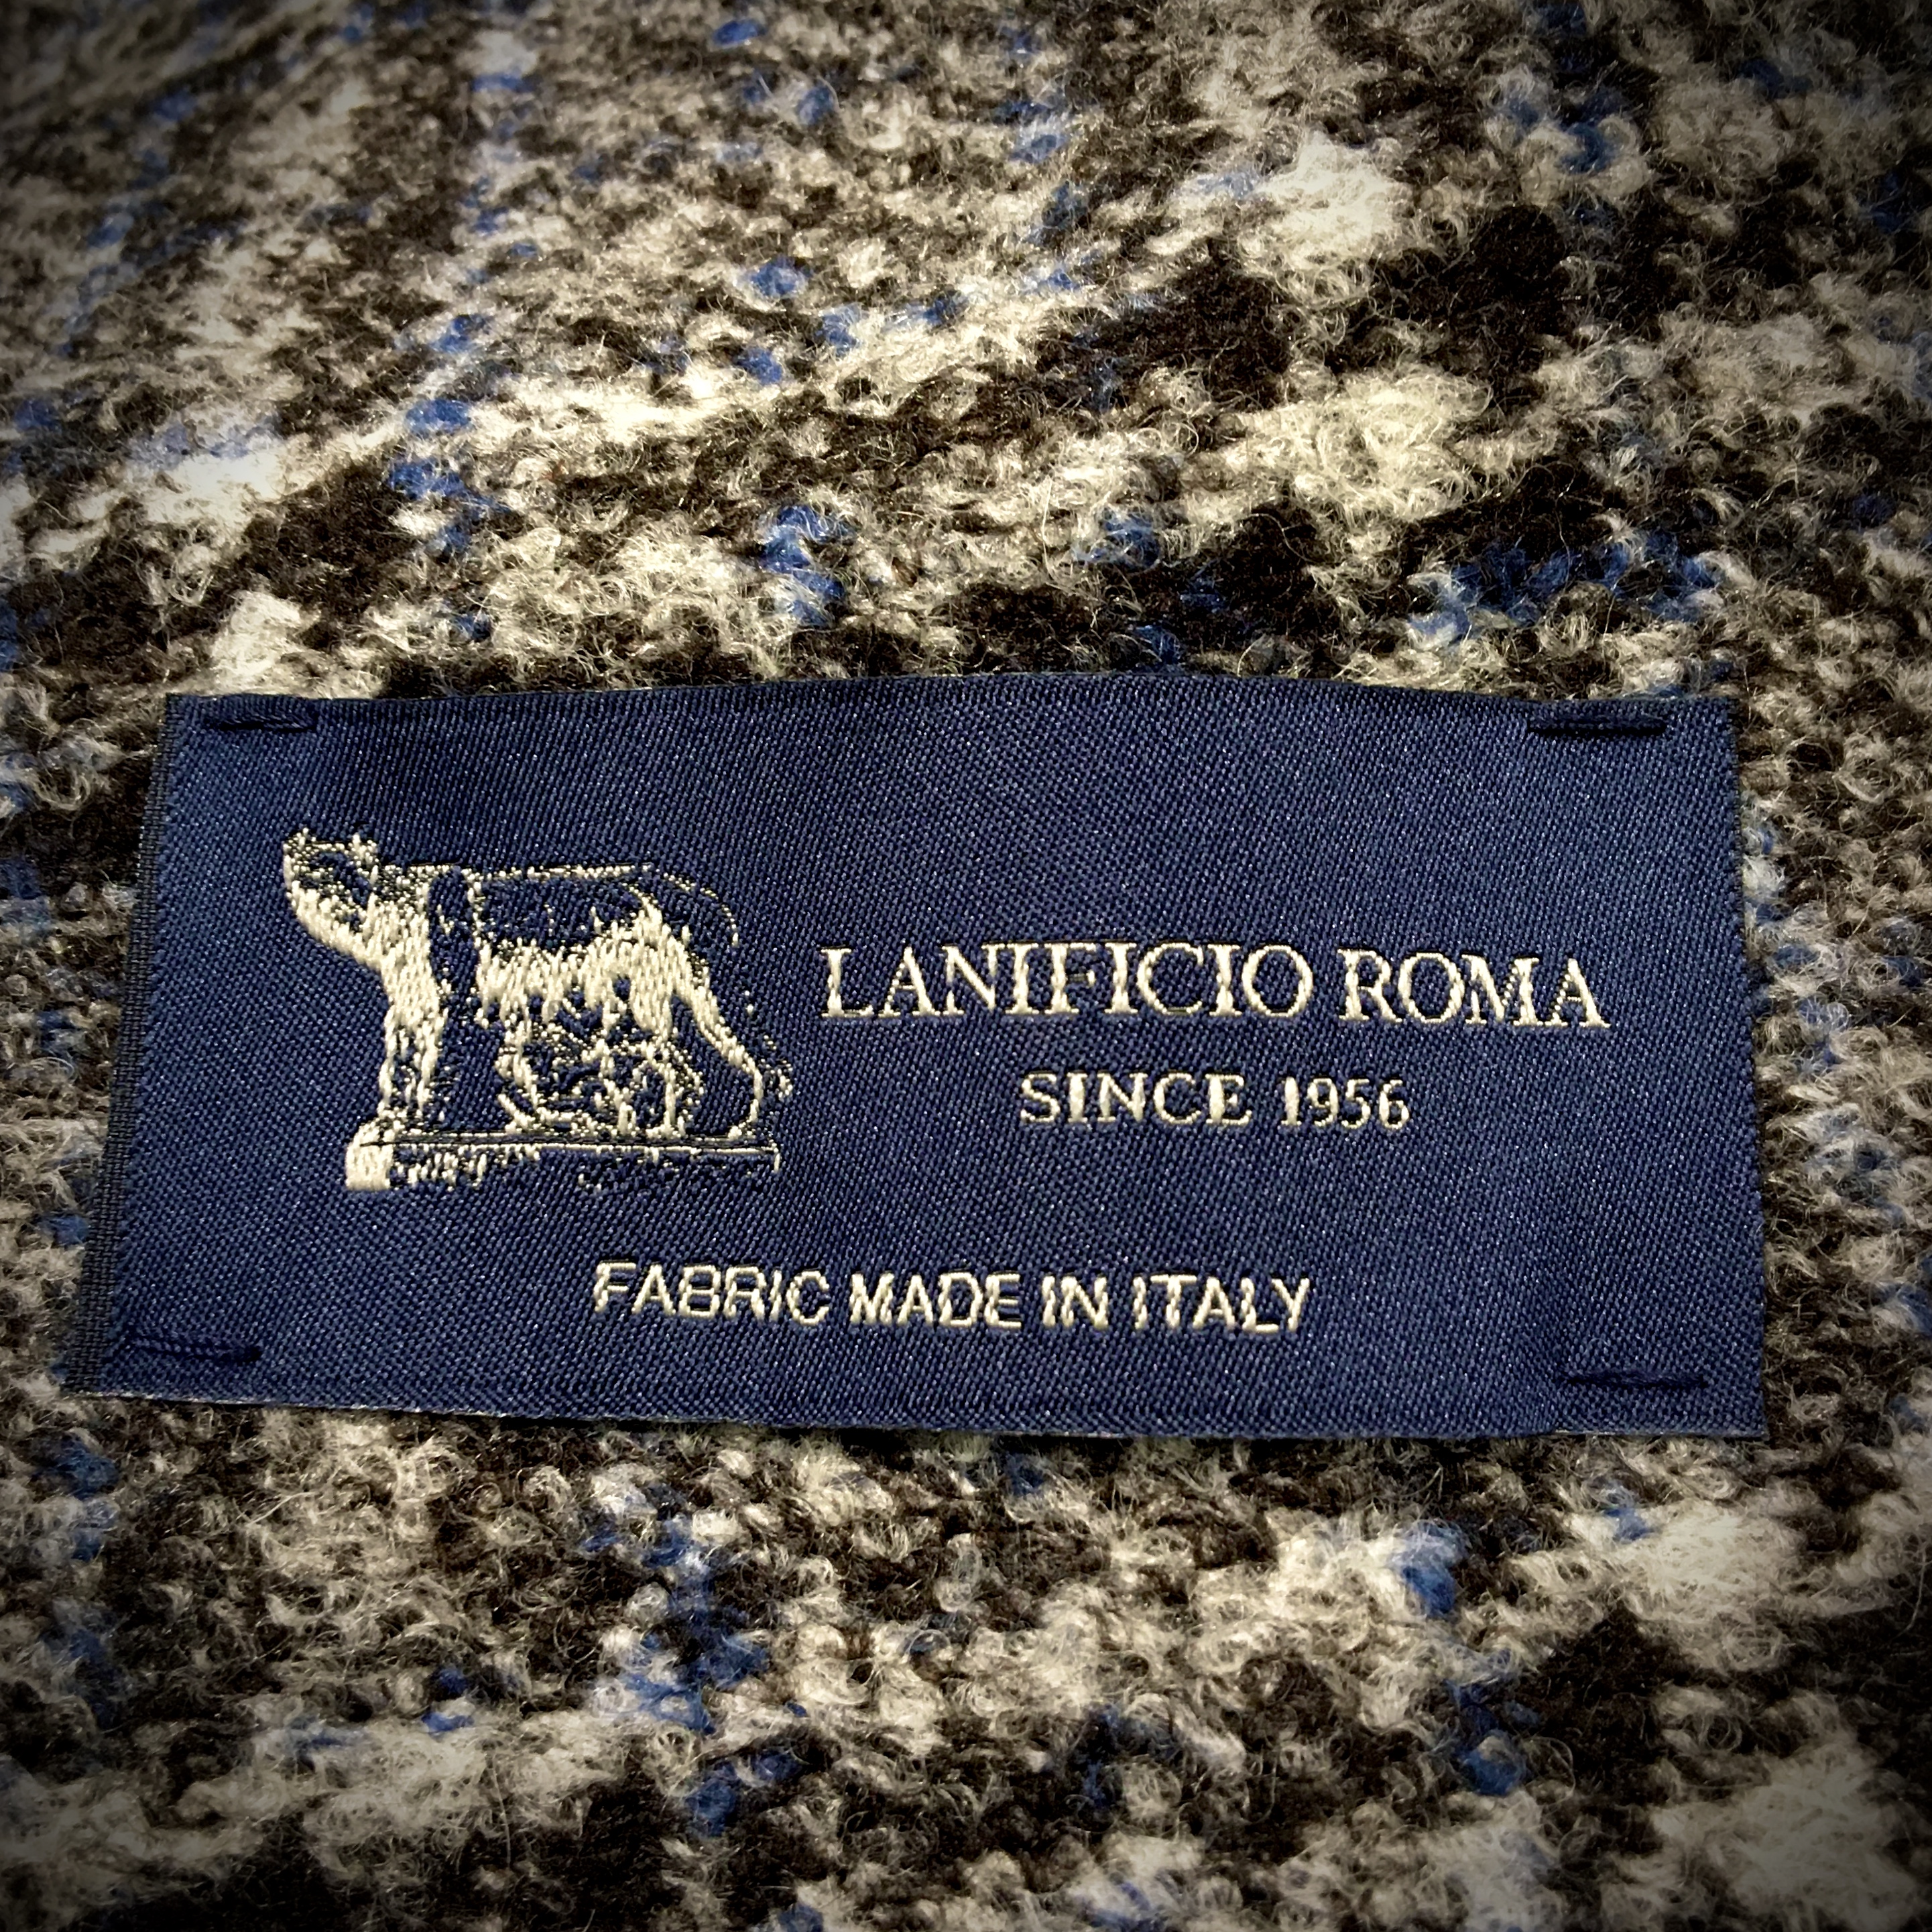 LANIFICIO ROMA
SINCE 1956
FABRIC MADE IN ITALY